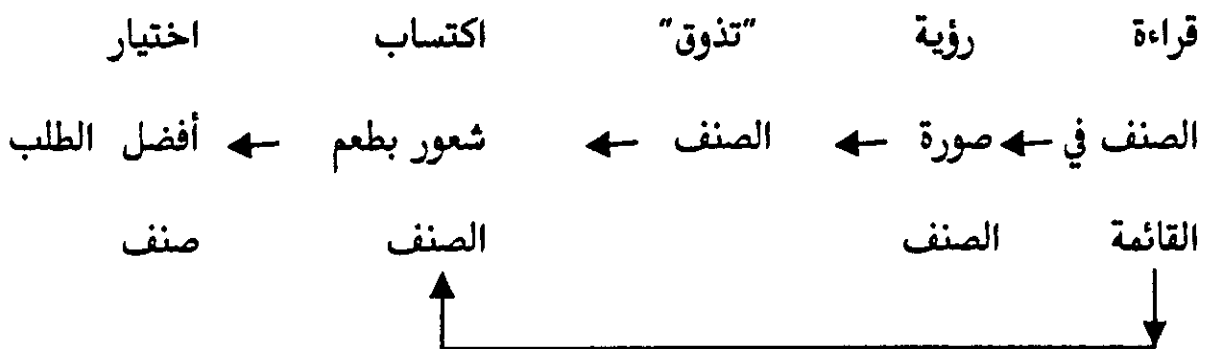 قراءة رؤية "تذوق" اكتساب اختيار
الصنف في صورة الصنف شعور بطعم أفضل الطلب
القائمة الصنف الصنف صنف